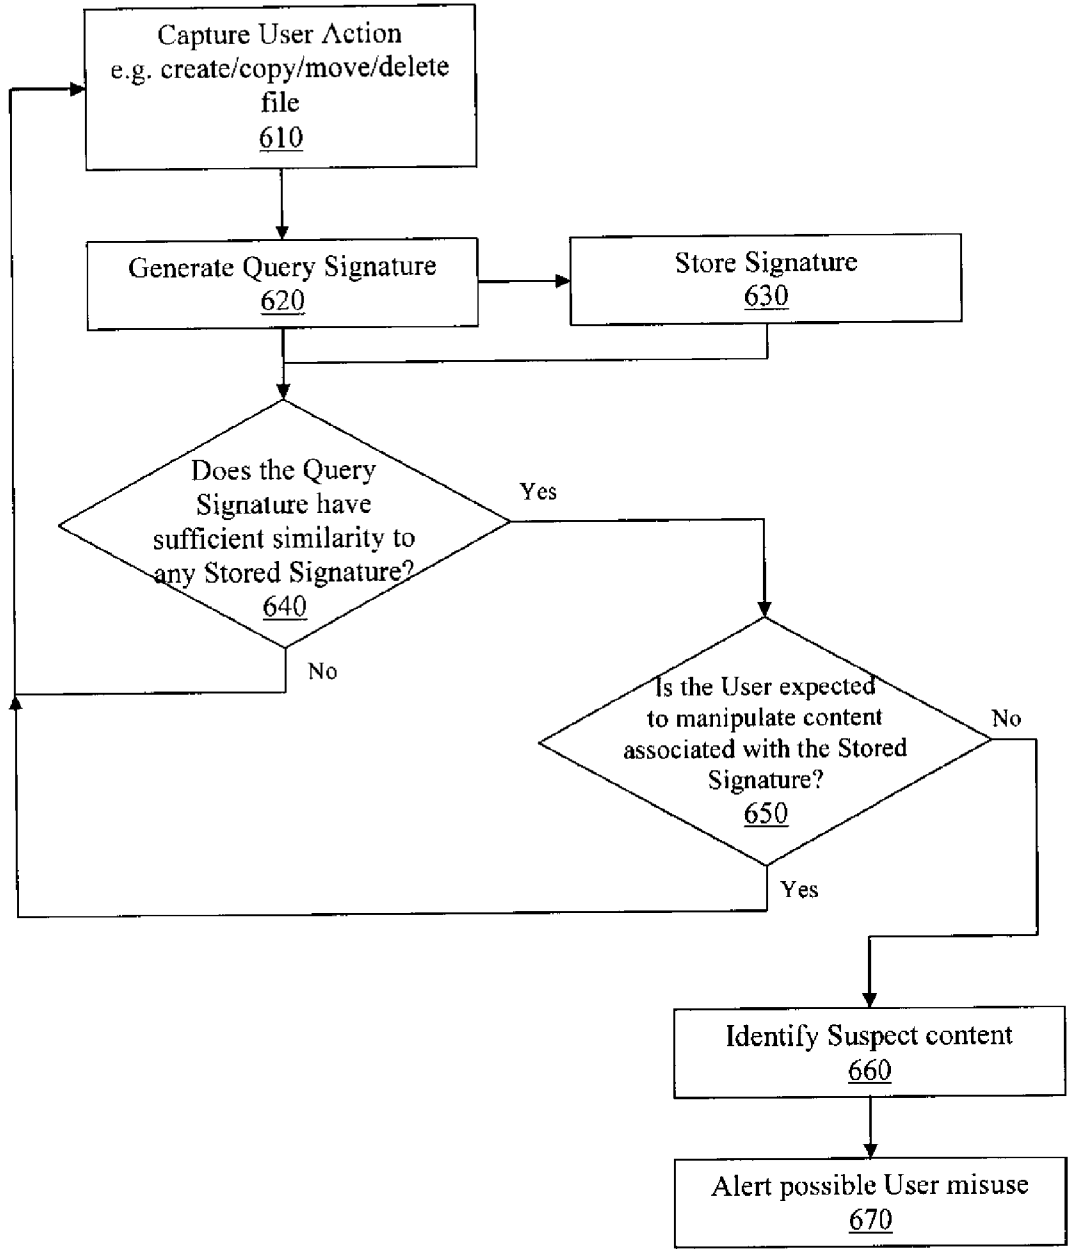 Capture User Action
e.g. create/copy/move/delete
file
610
Generate Query Signature
620
Store Signature
630
Does the Query
Signature have
sufficient similarity to
any Stored Signature?
640
Yes
No
Is the User expected
to manipulate content
associated with the Stored
Signature?
650
No
Yes
Identify Suspect content
660
Alert possible User misuse
670